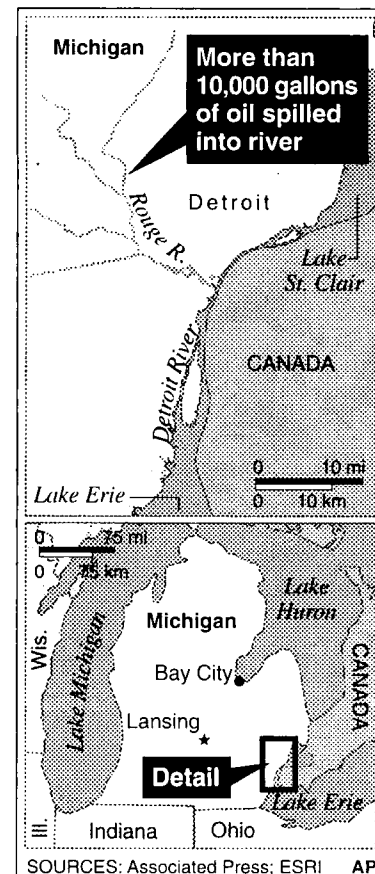 Michigan
More than
10,000 gallons
of oil spilled
into river
Rouge R.
Detroit
Lake
St. Clair
Detroit River
CANADA
0 10 mi
0 10 km
Lake Erie
0 75 mi
0 75 km
Wis.
Lake Michigan
Michigan
Lake
Huron
CANADA
Bay City
Lansing
Detail
Lake Erie
Ill.
Indiana
Ohio
SOURCES: Associated Press; ESRI AP